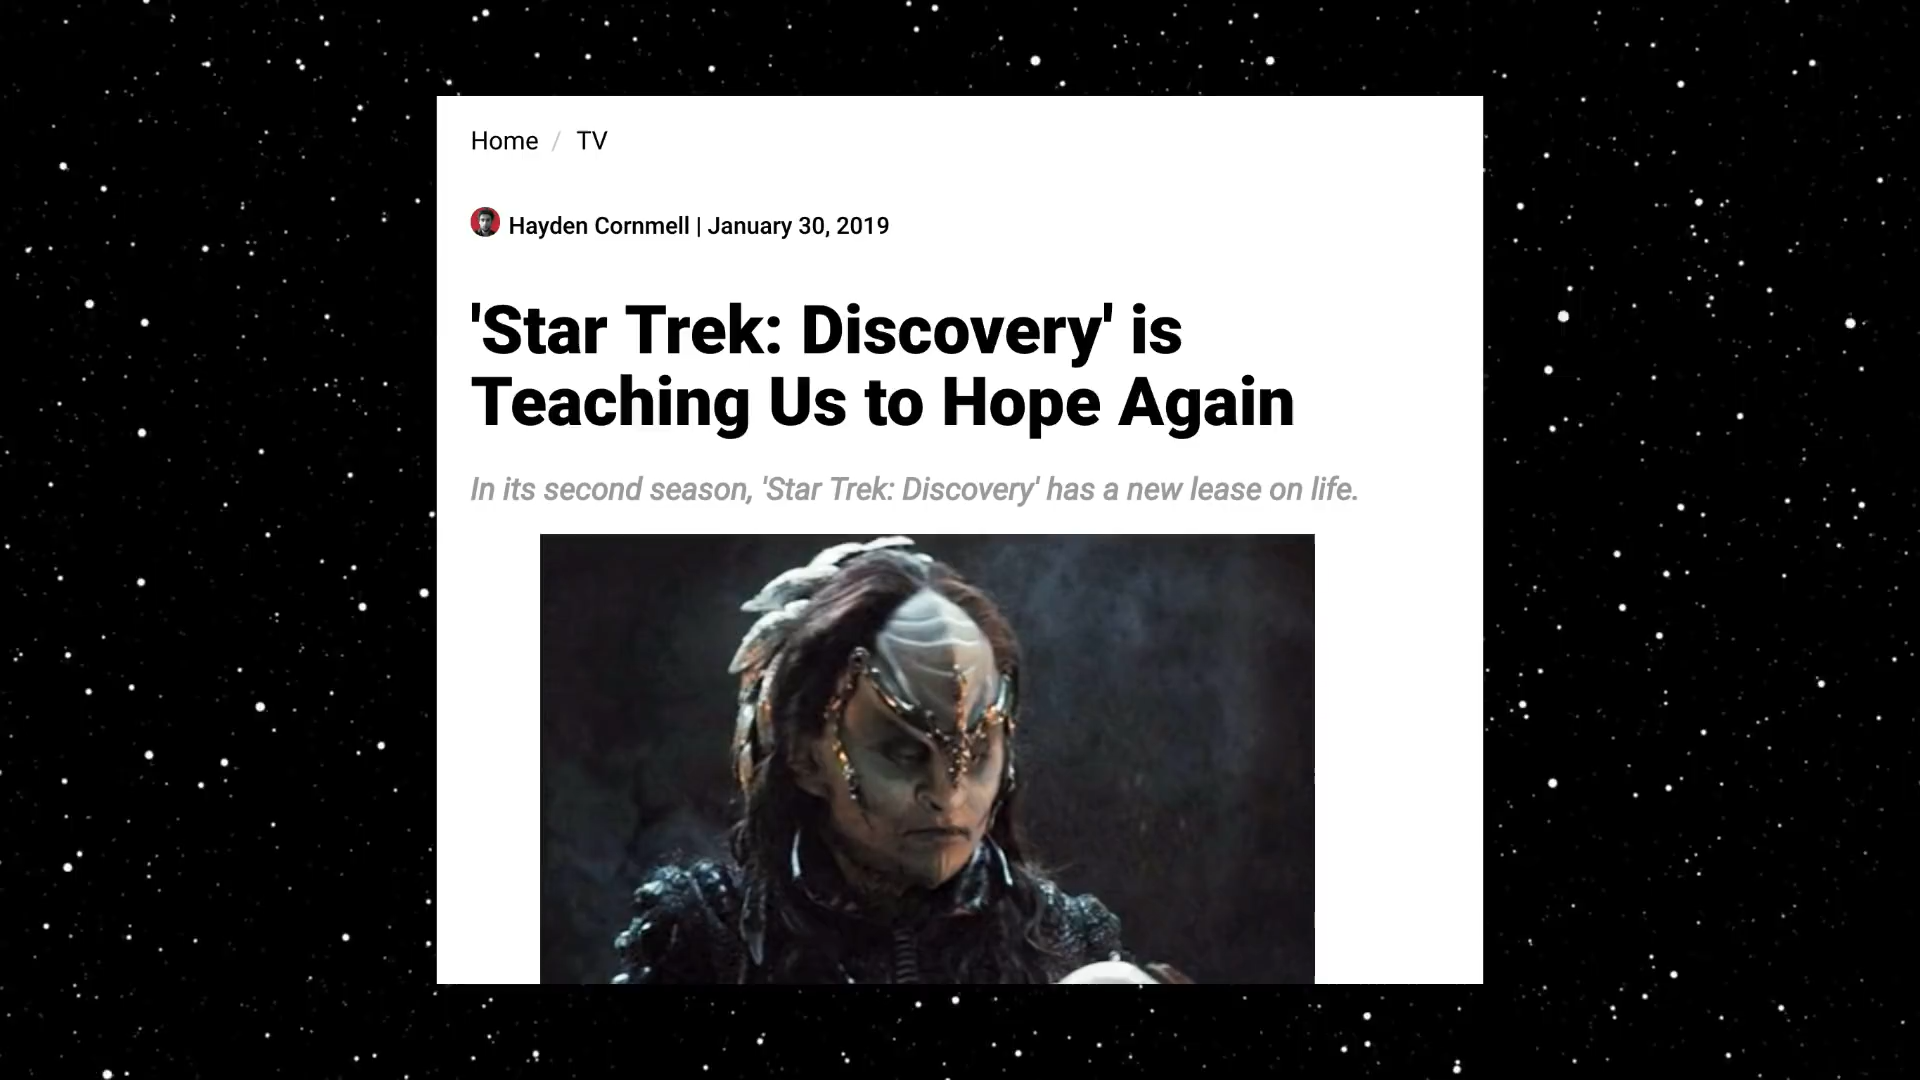 Home / TV
Hayden Cornmell | January 30, 2019
'Star Trek: Discovery' is
Teaching Us to Hope Again
In its second season, 'Star Trek: Discovery' has a new lease on life.